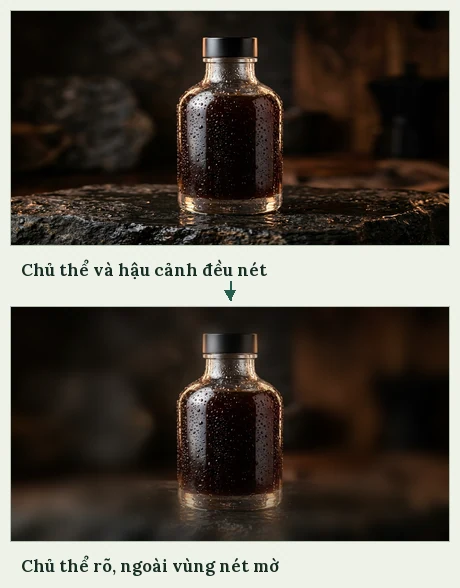 Chủ thể và hậu cảnh đều nét
Chủ thể rõ, ngoài vùng nét mờ